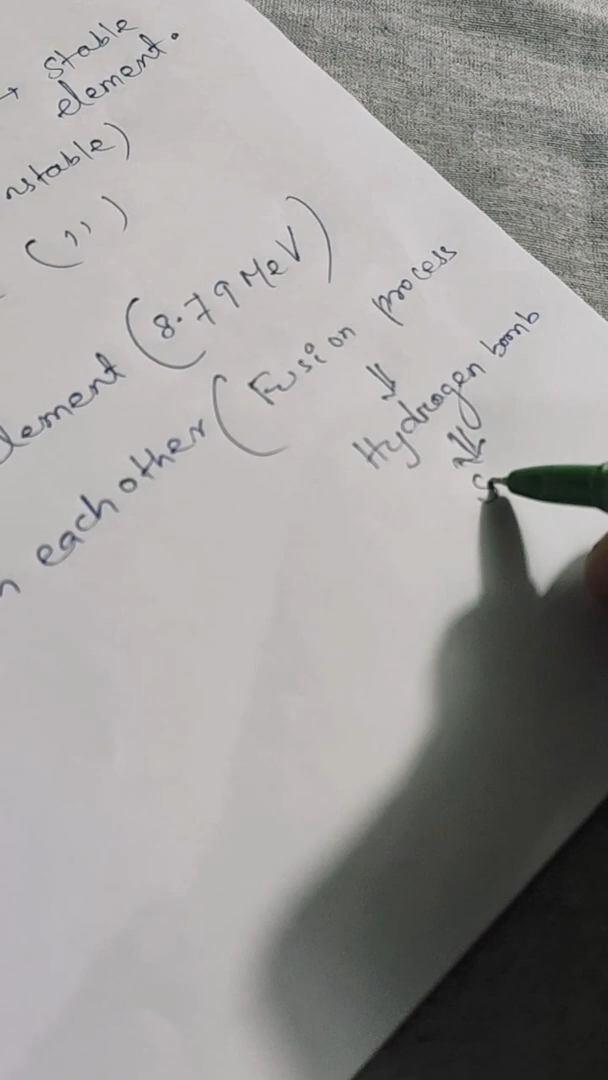 → stable
element.
nstable)
(,,)
lement (8.79 MeV)
n each other (Fusion process
⇓
Hydrogen bomb
⇓
S